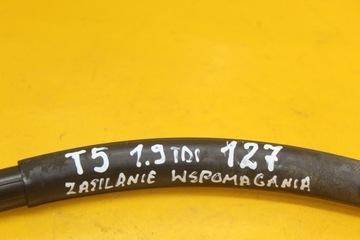 T5 1.9 TDI 127
ZASILANIE WSPOMAGANIA